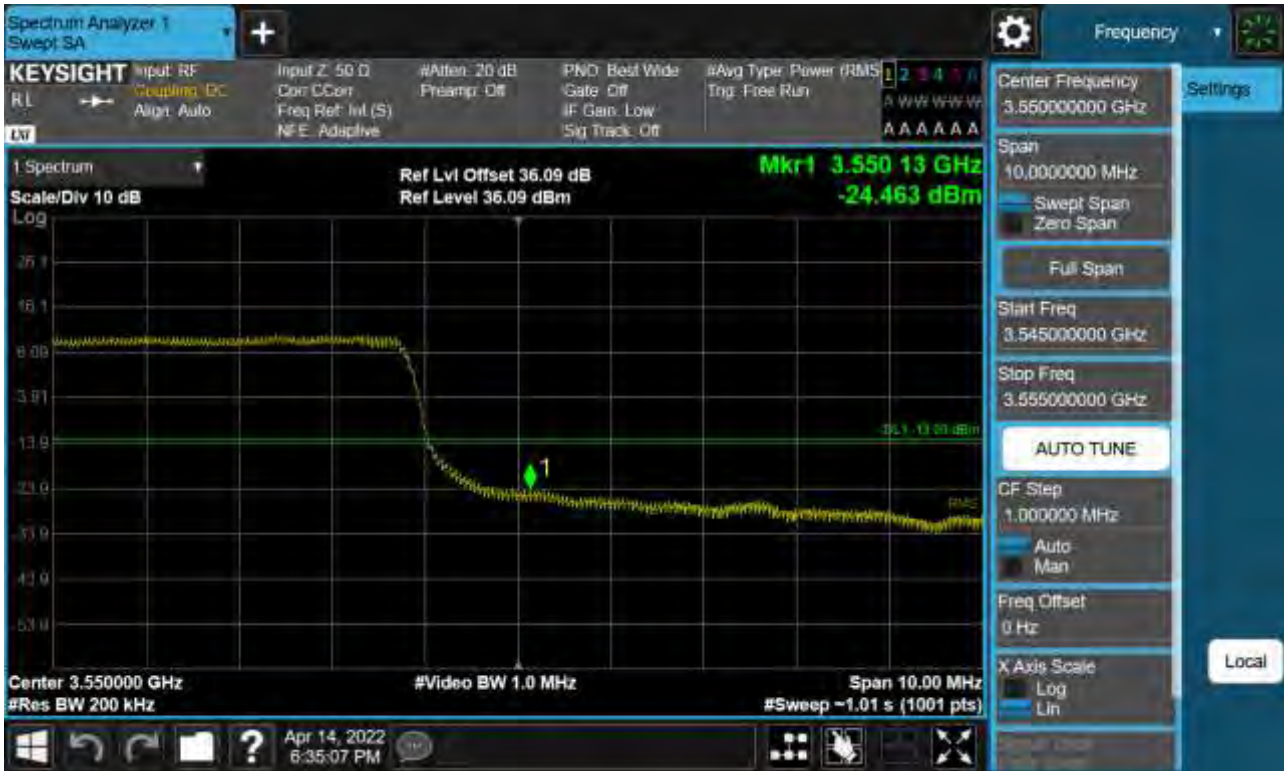 Spectrum Analyzer 1
Swept SA
Frequency
KEYSIGHT
RL
Input: RF
Coupling: DC
Align: Auto
Input Z: 50 Ω
Corr CCorr
Freq Ref: Int (S)
NFE: Adaptive
#Atten: 20 dB
Preamp: Off
PNO: Best Wide
Gate: Off
IF Gain: Low
Sig Track: Off
#Avg Type: Power (RMS
Trig: Free Run
1 2 3 4 5 6
A W W W W W
A A A A A A
LXI
1 Spectrum
Scale/Div 10 dB
Log
Ref Lvl Offset 36.09 dB
Ref Level 36.09 dBm
Mkr1 3.550 13 GHz
-24.463 dBm
26.1
16.1
6.09
-3.91
-13.9
-23.9
-33.9
-43.9
-53.9
DL1 -13.00 dBm
1
RMS
Center 3.550000 GHz
#Res BW 200 kHz
#Video BW 1.0 MHz
Span 10.00 MHz
#Sweep ~1.01 s (1001 pts)
Center Frequency
3.550000000 GHz
Settings
Span
10.0000000 MHz
Swept Span
Zero Span
Full Span
Start Freq
3.545000000 GHz
Stop Freq
3.555000000 GHz
AUTO TUNE
CF Step
1.000000 MHz
Auto
Man
Freq Offset
0 Hz
X Axis Scale
Log
Lin
Local
?
Apr 14, 2022
6:35:07 PM